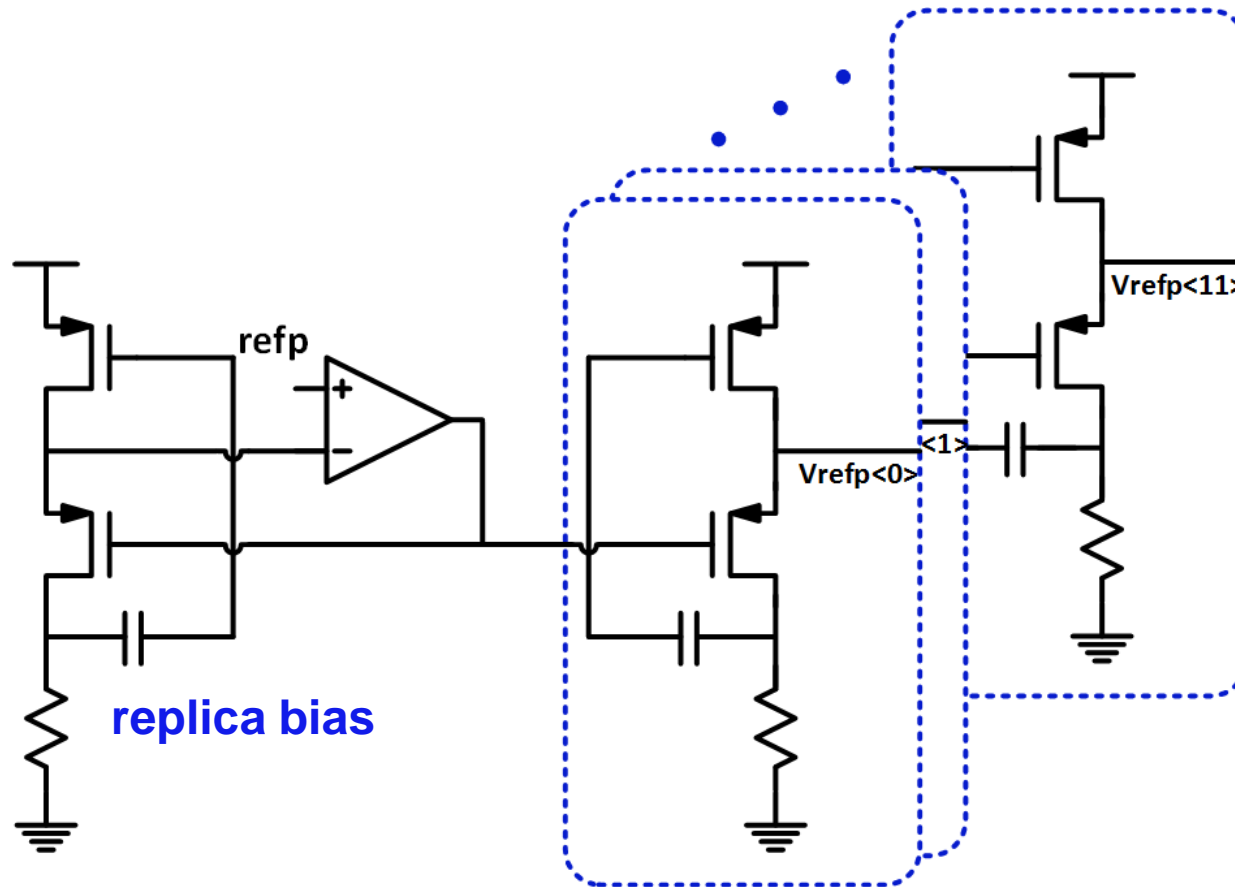 Vrefp<11>
refp
+
-
<1>
Vrefp<0>
replica bias